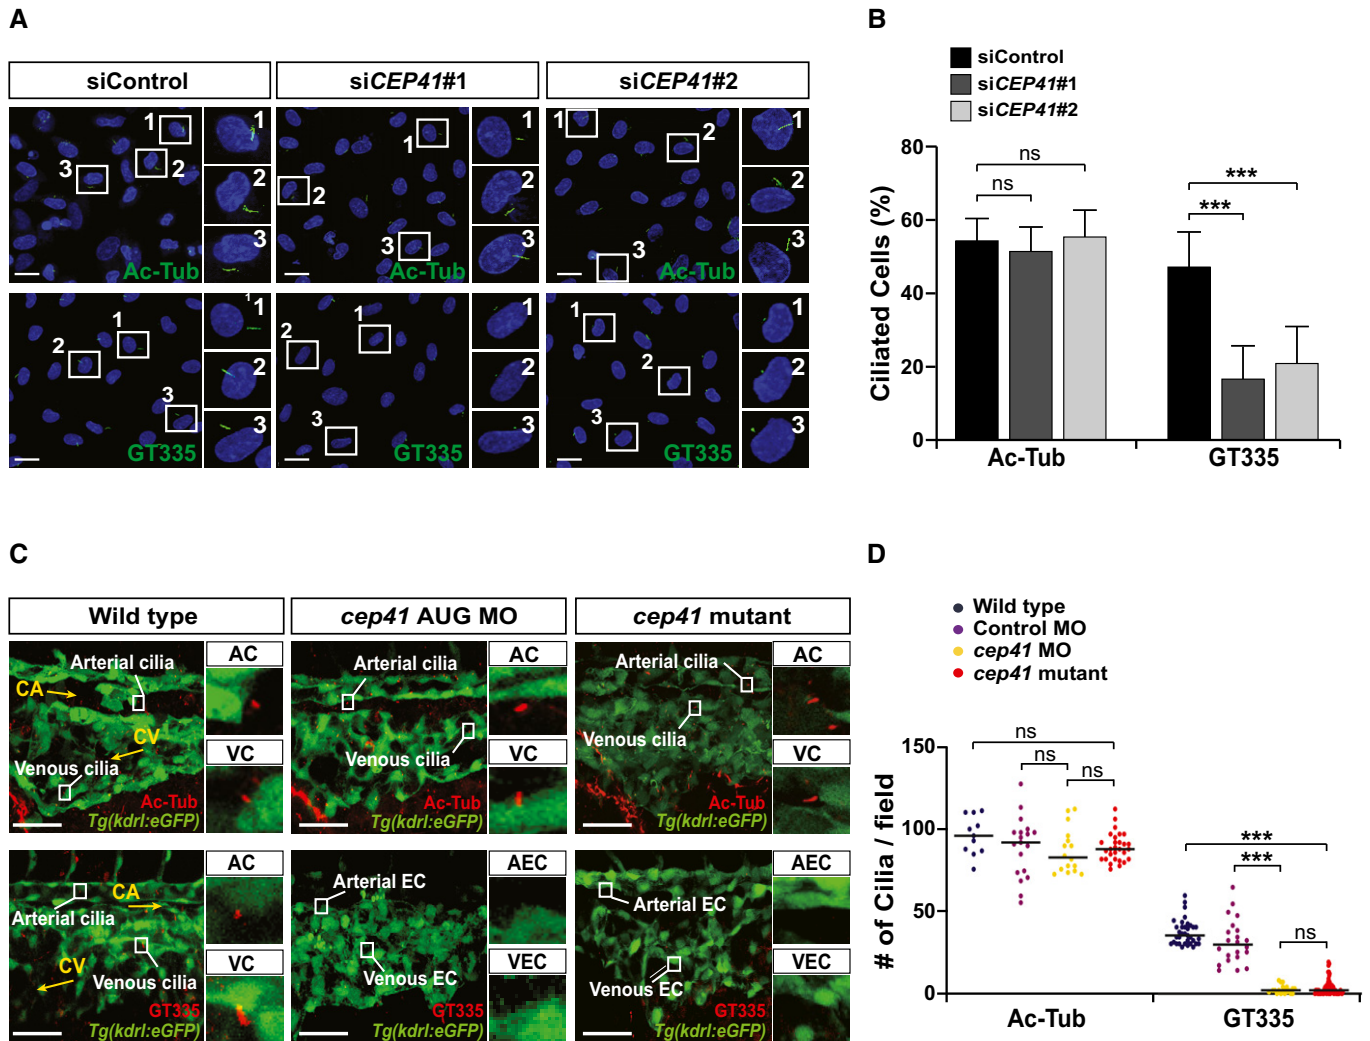 A
siControl
siCEP41#1
siCEP41#2
1
2
3
Ac-Tub
1
2
3
1
2
3
Ac-Tub
1
2
3
1
2
3
Ac-Tub
1
2
3
1
2
3
GT335
1
1
2
3
1
2
3
GT335
1
2
3
1
2
3
GT335
1
2
3
B
siControl
siCEP41#1
siCEP41#2
Ciliated Cells (%)
80
60
40
20
0
ns
ns
***
***
Ac-Tub
GT335
C
Wild type
cep41 AUG MO
cep41 mutant
Arterial cilia
CA
CV
Venous cilia
Ac-Tub
Tg(kdrl:eGFP)
AC
VC
Arterial cilia
Venous cilia
Ac-Tub
Tg(kdrl:eGFP)
AC
VC
Arterial cilia
Venous cilia
Ac-Tub
Tg(kdrl:eGFP)
AC
VC
CA
Arterial cilia
CV
Venous cilia
GT335
Tg(kdrl:eGFP)
AC
VC
Arterial EC
Venous EC
GT335
Tg(kdrl:eGFP)
AEC
VEC
Arterial EC
Venous EC
GT335
Tg(kdrl:eGFP)
AEC
VEC
D
Wild type
Control MO
cep41 MO
cep41 mutant
# of Cilia / field
150
100
50
0
ns
ns
ns
***
***
ns
Ac-Tub
GT335